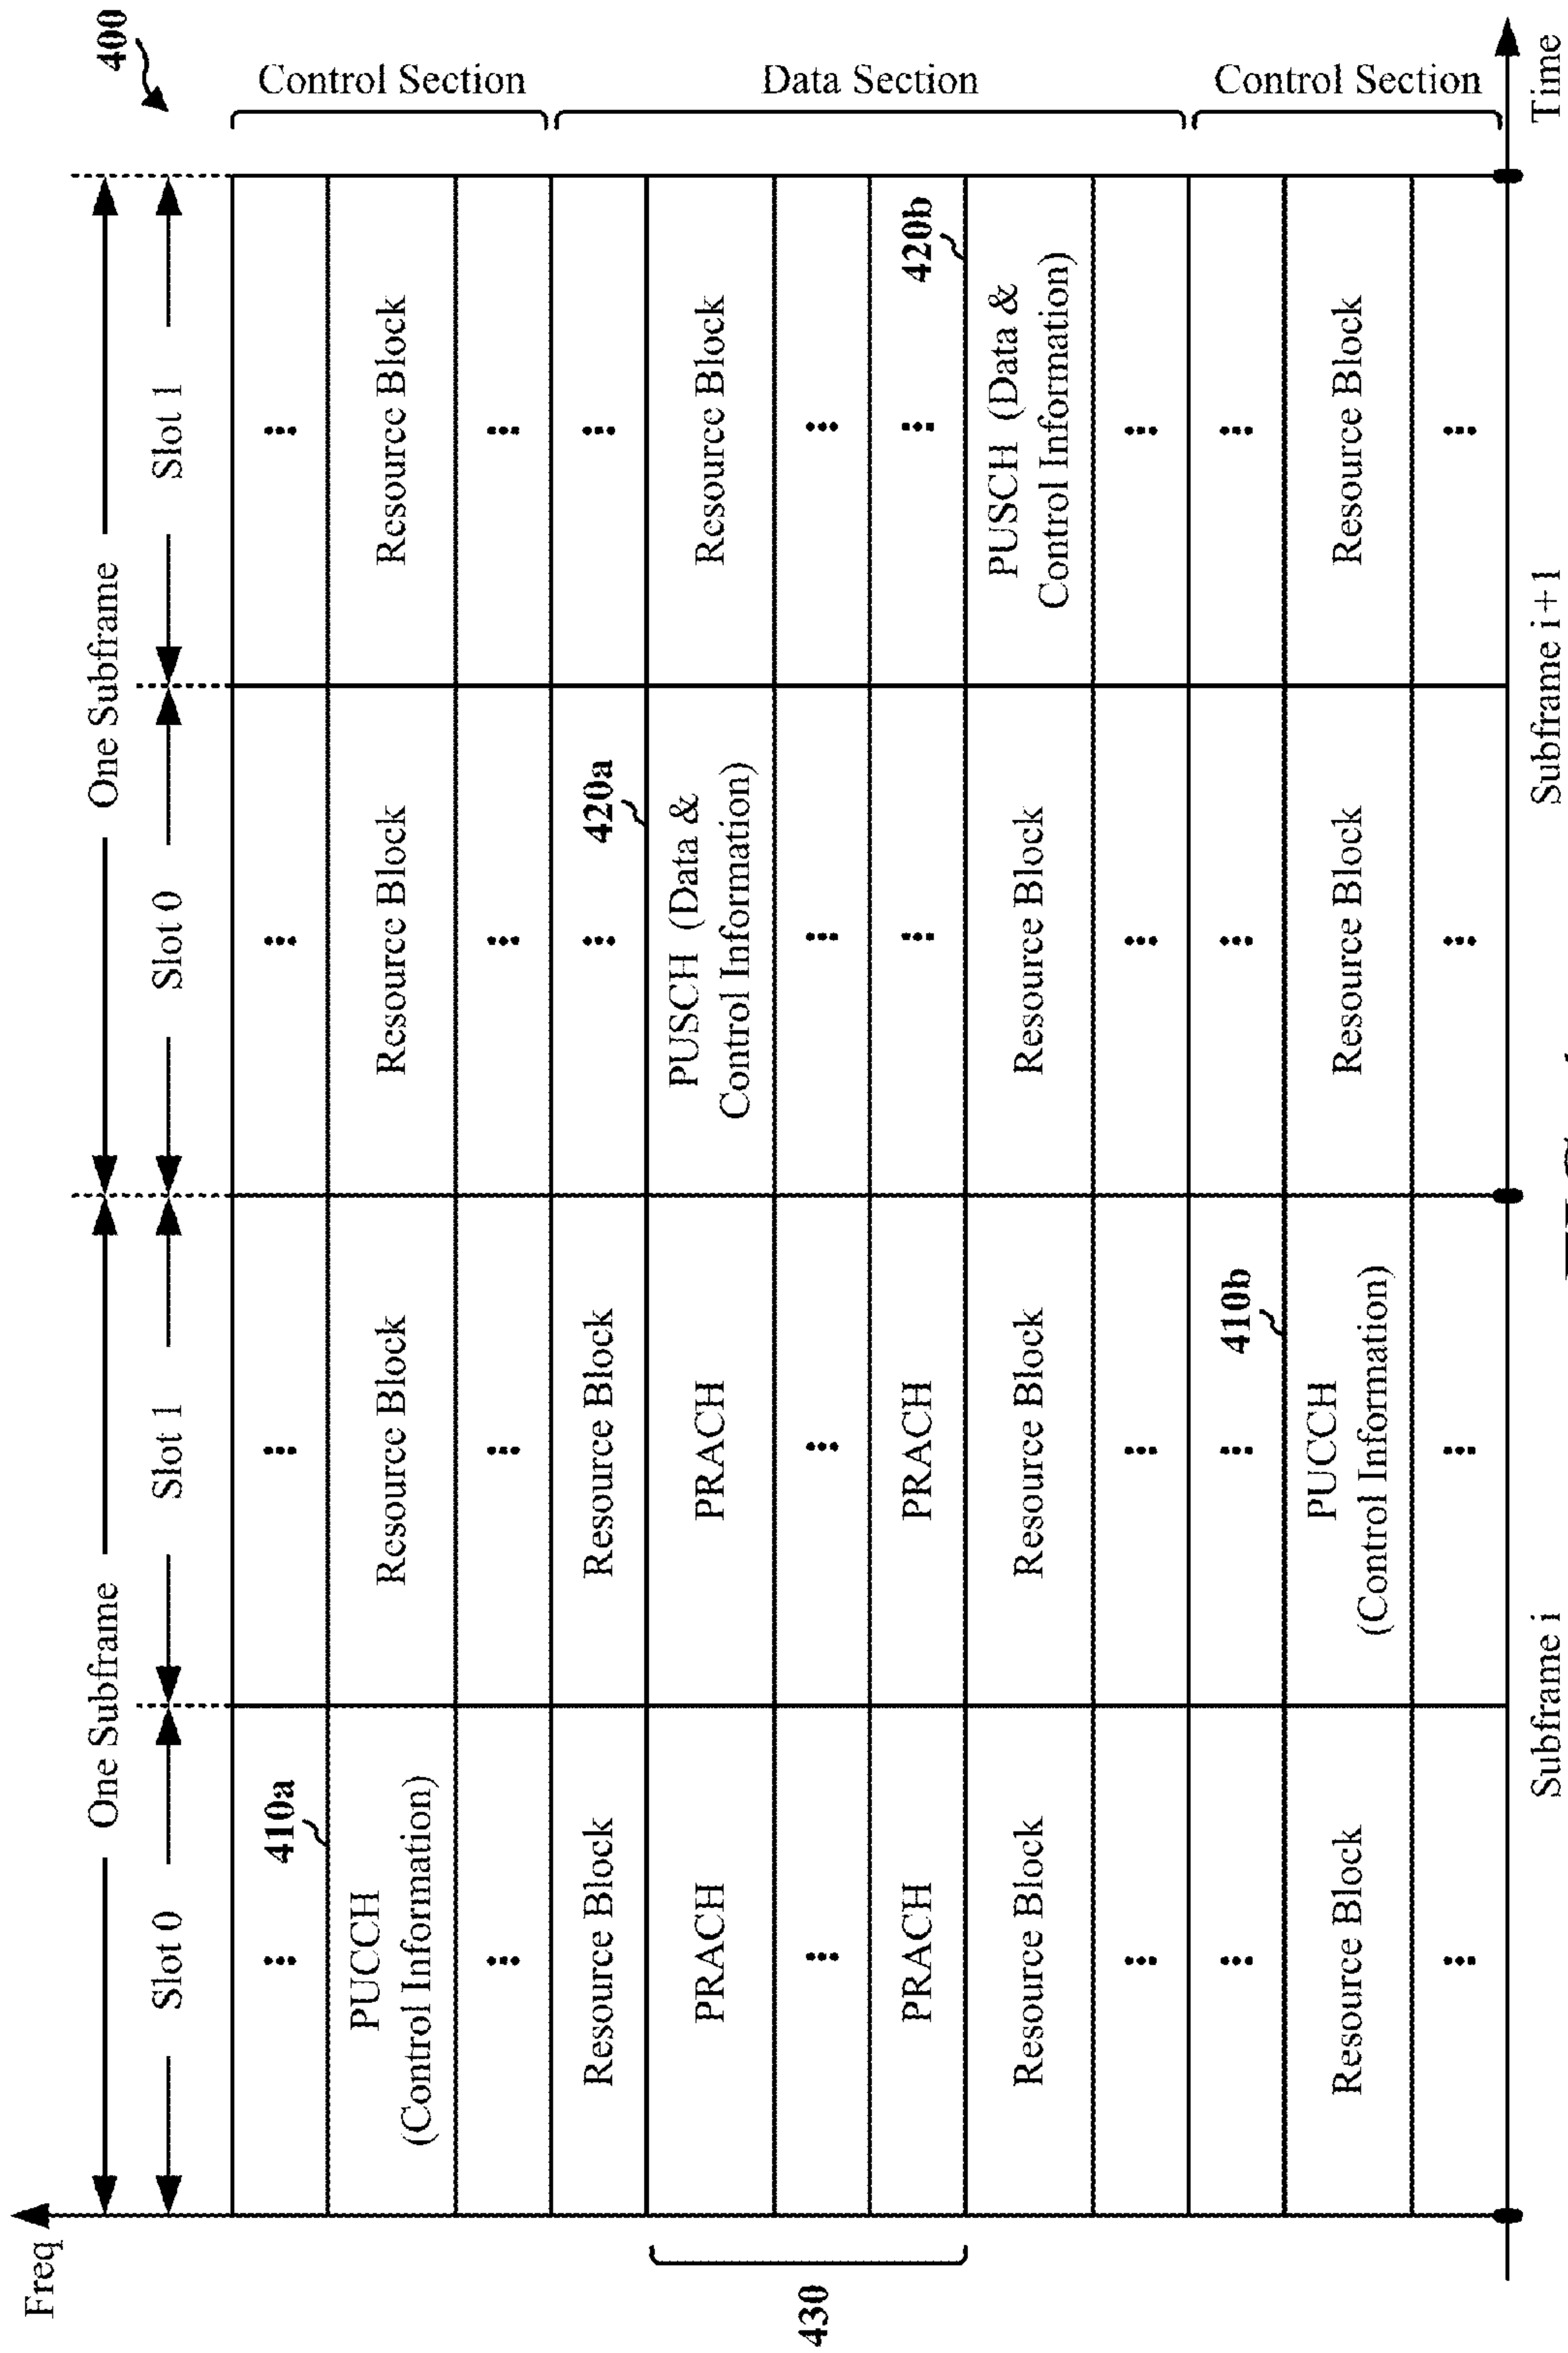 Freq
400
One Subframe
One Subframe
Slot 0
Slot 1
Slot 0
Slot 1
410a
PUCCH
(Control Information)
Resource Block
Resource Block
Resource Block
Control Section
Resource Block
Resource Block
420a
430
PRACH
PRACH
PUSCH (Data &
Control Information)
Resource Block
Data Section
PRACH
PRACH
420b
Resource Block
Resource Block
Resource Block
PUSCH (Data &
Control Information)
410b
Resource Block
PUCCH
(Control Information)
Resource Block
Resource Block
Control Section
Subframe i
Subframe i+1
Time